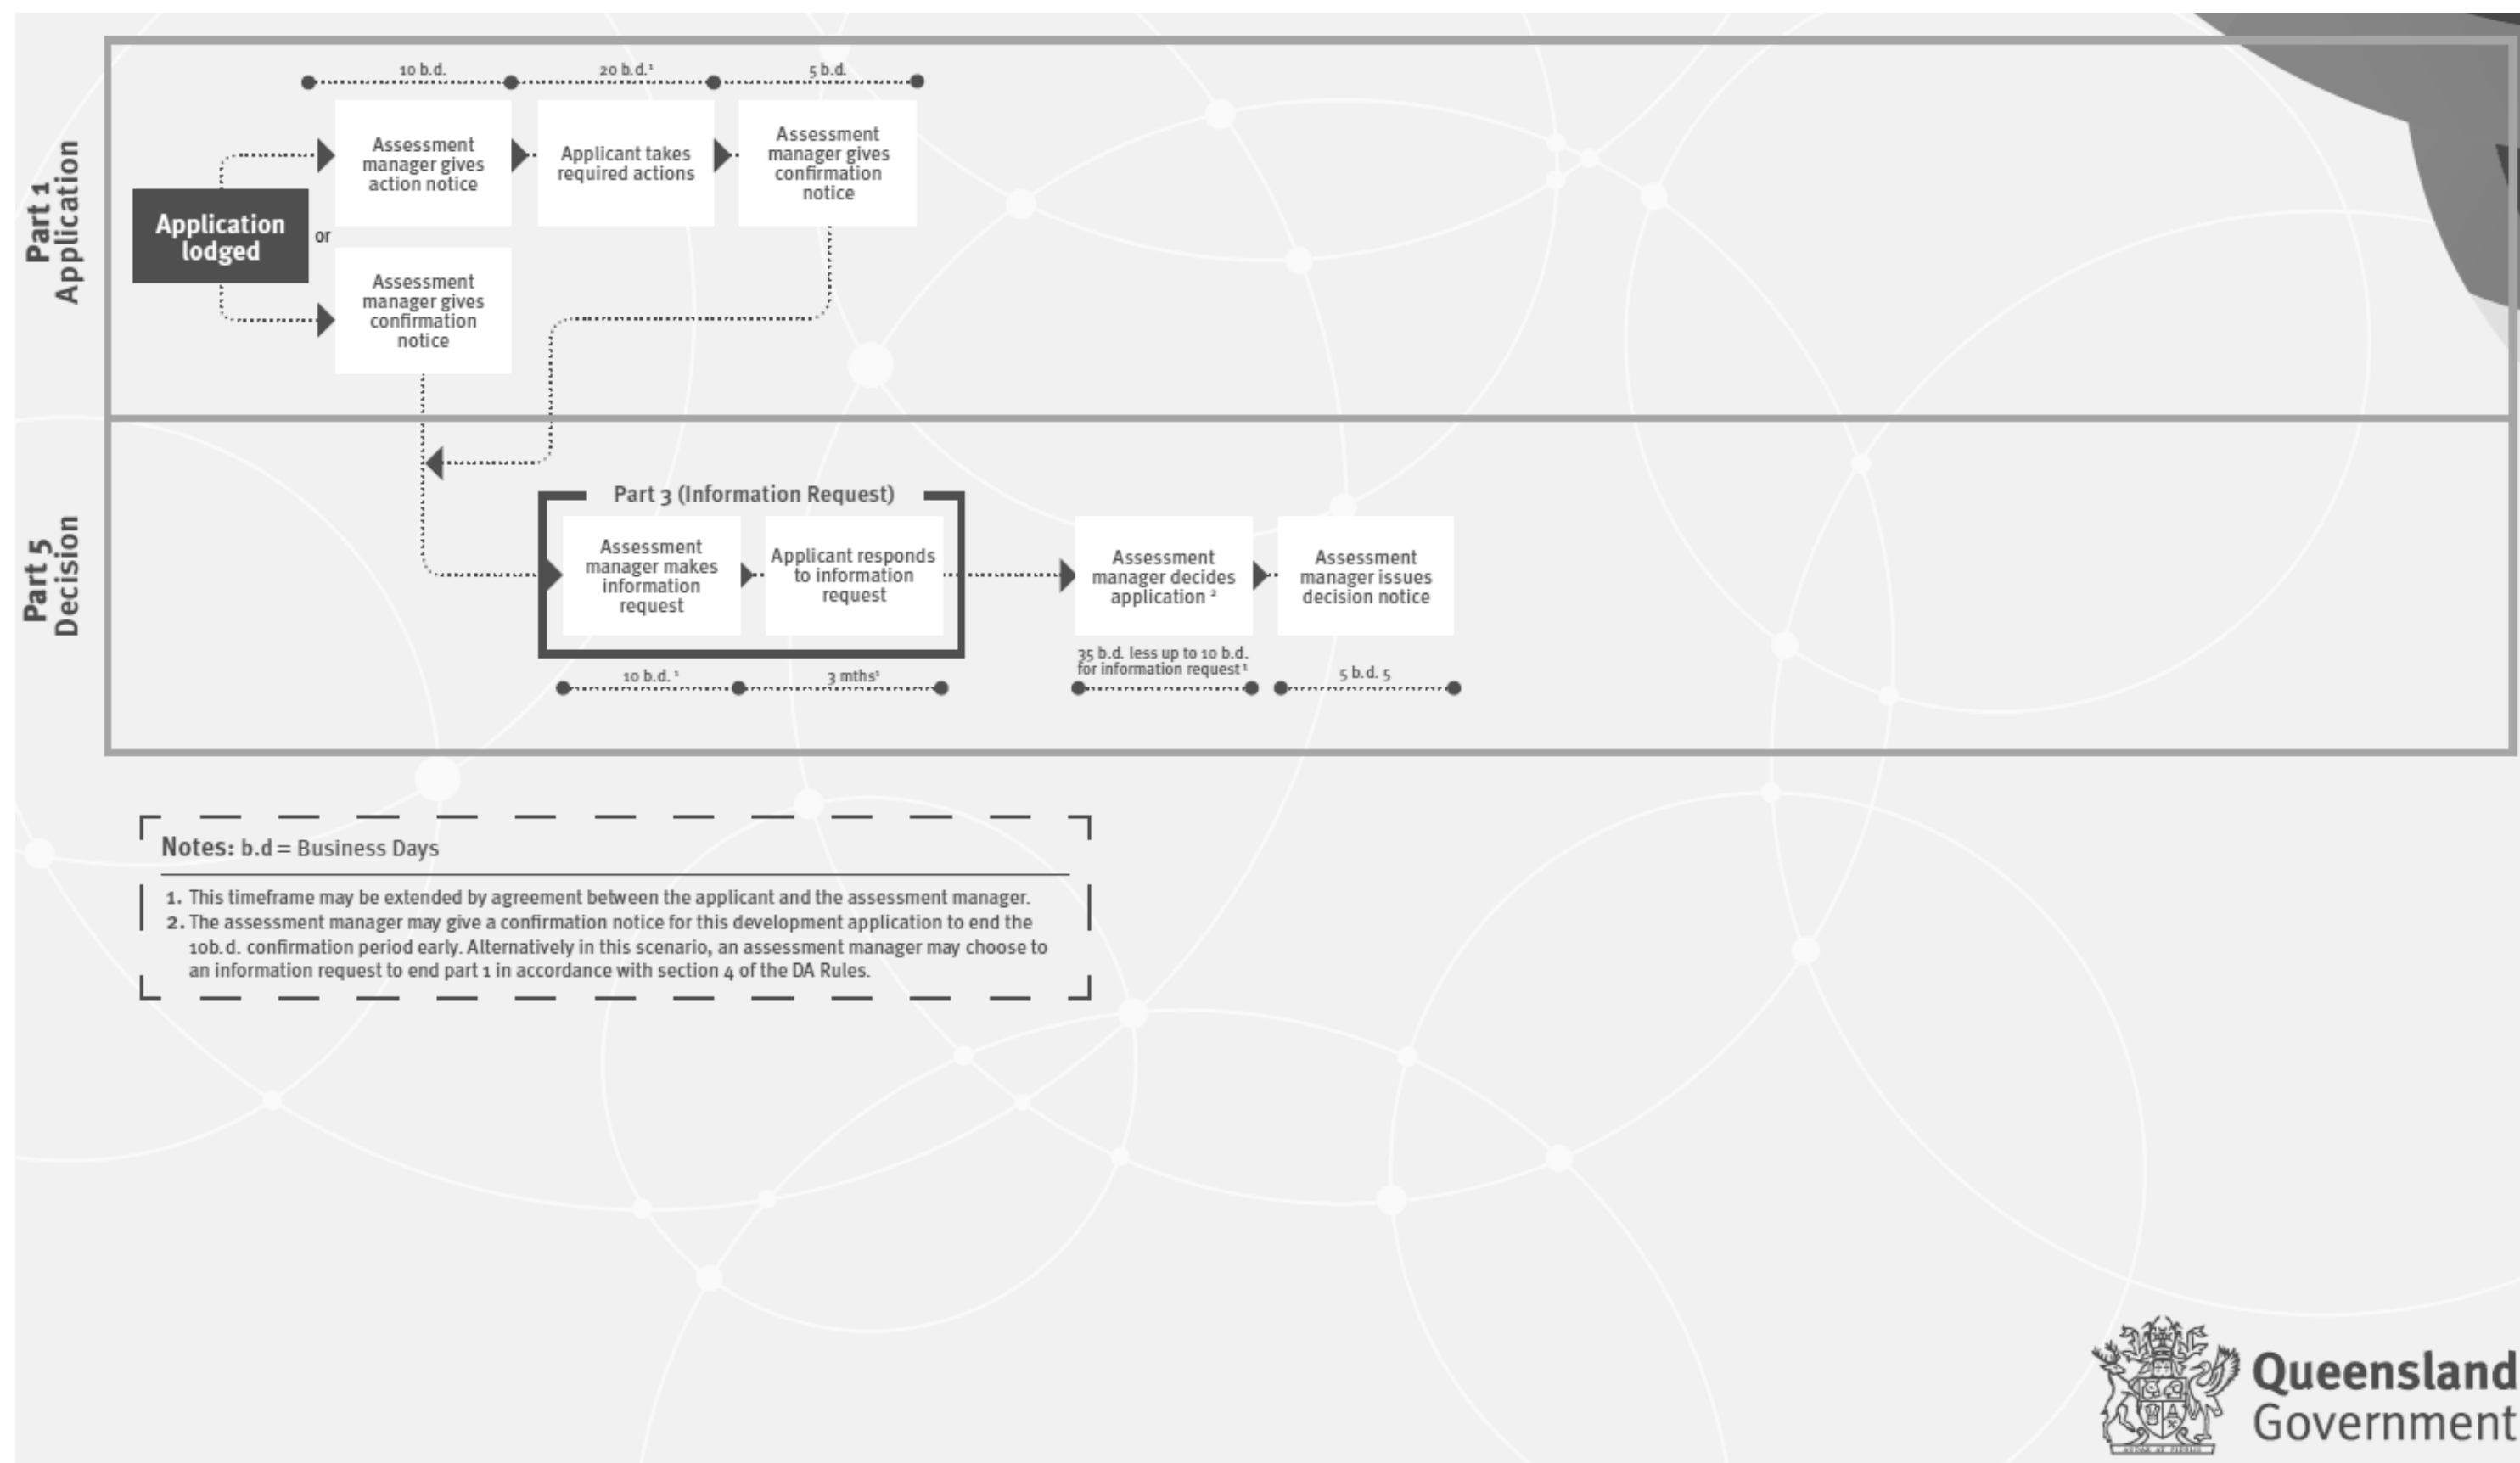 Part 1
Application
10 b.d.
20 b.d.¹
5 b.d.
Application
lodged
or
Assessment
manager gives
action notice
Applicant takes
required actions
Assessment
manager gives
confirmation
notice
Assessment
manager gives
confirmation
notice
Part 5
Decision
Part 3 (Information Request)
Assessment
manager makes
information
request
Applicant responds
to information
request
Assessment
manager decides
application ²
Assessment
manager issues
decision notice
10 b.d. ¹
3 mths¹
35 b.d. less up to 10 b.d.
for information request¹
5 b.d. 5
Notes: b.d = Business Days
1. This timeframe may be extended by agreement between the applicant and the assessment manager.
2. The assessment manager may give a confirmation notice for this development application to end the
10b.d. confirmation period early. Alternatively in this scenario, an assessment manager may choose to
an information request to end part 1 in accordance with section 4 of the DA Rules.
Queensland
Government